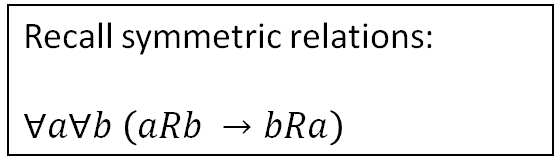 Recall symmetric relations:
∀a∀b (aRb → bRa)